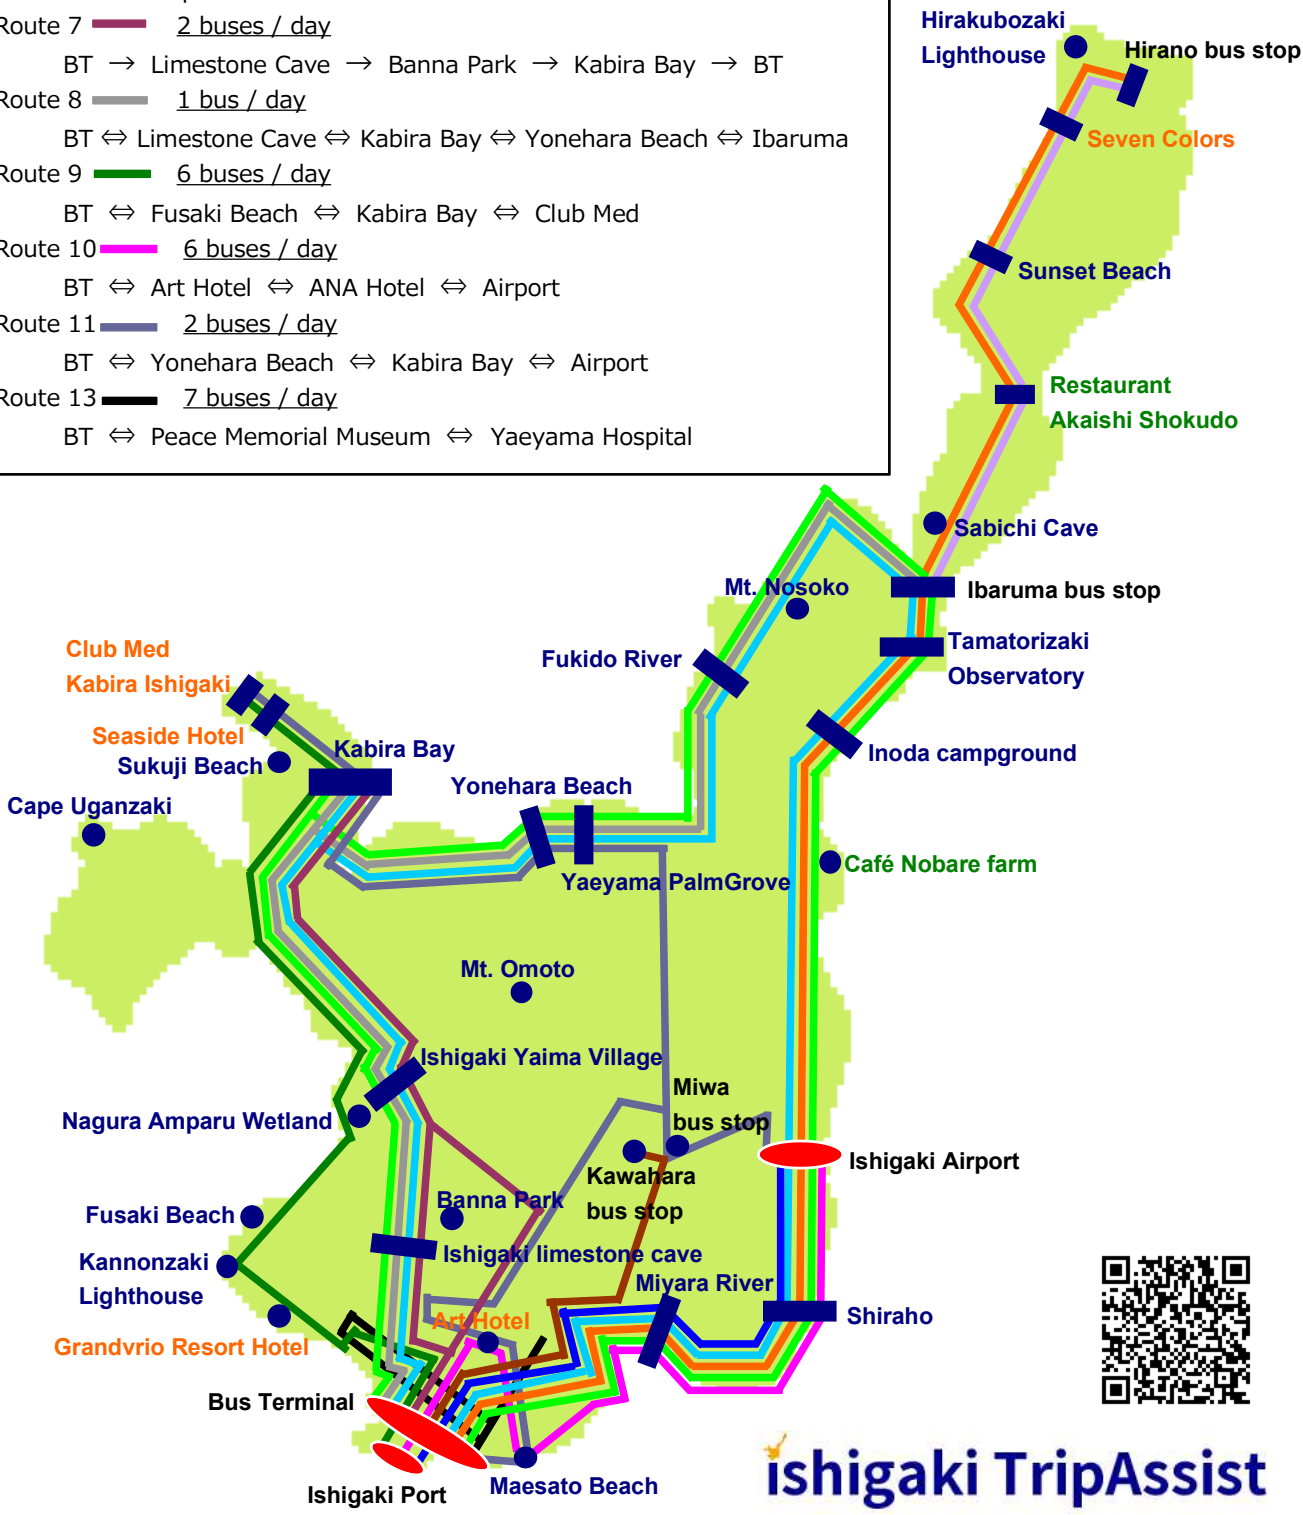 Route 7 2 buses / day
BT → Limestone Cave → Banna Park → Kabira Bay → BT
Route 8 1 bus / day
BT ⇔ Limestone Cave ⇔ Kabira Bay ⇔ Yonehara Beach ⇔ Ibaruma
Route 9 6 buses / day
BT ⇔ Fusaki Beach ⇔ Kabira Bay ⇔ Club Med
Route 10 6 buses / day
BT ⇔ Art Hotel ⇔ ANA Hotel ⇔ Airport
Route 11 2 buses / day
BT ⇔ Yonehara Beach ⇔ Kabira Bay ⇔ Airport
Route 13 7 buses / day
BT ⇔ Peace Memorial Museum ⇔ Yaeyama Hospital
Hirakubozaki
Lighthouse
Hirano bus stop
Seven Colors
Sunset Beach
Restaurant
Akaishi Shokudo
Sabichi Cave
Mt. Nosoko
Ibaruma bus stop
Tamatorizaki
Observatory
Fukido River
Club Med
Kabira Ishigaki
Seaside Hotel
Sukuji Beach
Kabira Bay
Inoda campground
Yonehara Beach
Cape Uganzaki
Café Nobare farm
Yaeyama PalmGrove
Mt. Omoto
Ishigaki Yaima Village
Miwa
bus stop
Nagura Amparu Wetland
Ishigaki Airport
Kawahara
bus stop
Banna Park
Fusaki Beach
Ishigaki limestone cave
Kannonzaki
Lighthouse
Miyara River
Shiraho
Art Hotel
Grandvrio Resort Hotel
Bus Terminal
Maesato Beach
Ishigaki Port
ishigaki TripAssist